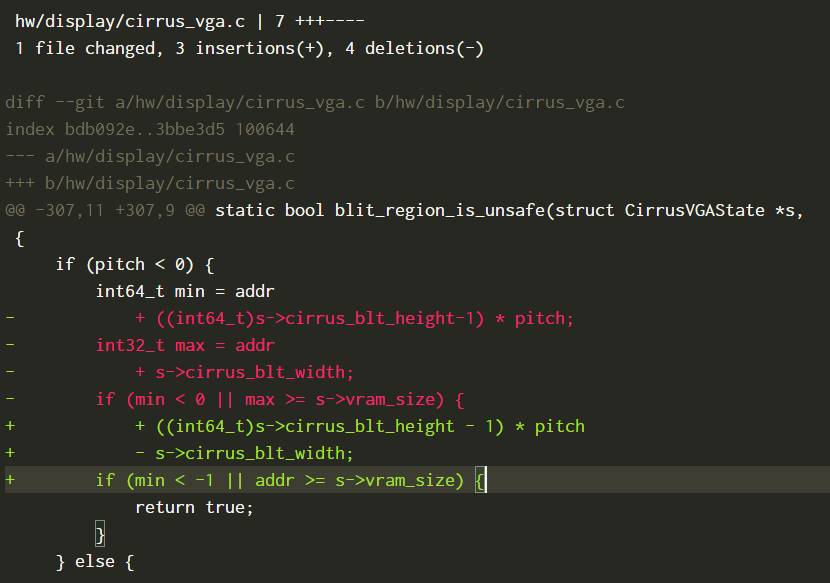 hw/display/cirrus_vga.c | 7 +++----
1 file changed, 3 insertions(+), 4 deletions(-)
diff --git a/hw/display/cirrus_vga.c b/hw/display/cirrus_vga.c
index bdb092e..3bbe3d5 100644
--- a/hw/display/cirrus_vga.c
+++ b/hw/display/cirrus_vga.c
@@ -307,11 +307,9 @@ static bool blit_region_is_unsafe(struct CirrusVGAState *s,
 {
     if (pitch < 0) {
         int64_t min = addr
-            + ((int64_t)s->cirrus_blt_height-1) * pitch;
-        int32_t max = addr
-            + s->cirrus_blt_width;
-        if (min < 0 || max >= s->vram_size) {
+            + ((int64_t)s->cirrus_blt_height - 1) * pitch
+            - s->cirrus_blt_width;
+        if (min < -1 || addr >= s->vram_size) {
             return true;
         }
     } else {